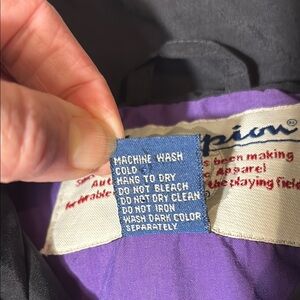 pion®
MACHINE WASH
COLD
HANG TO DRY
DO NOT BLEACH
DO NOT DRY CLEAN
DO NOT IRON
WASH DARK COLOR
SEPARATELY
been making
Apparel
the playing field